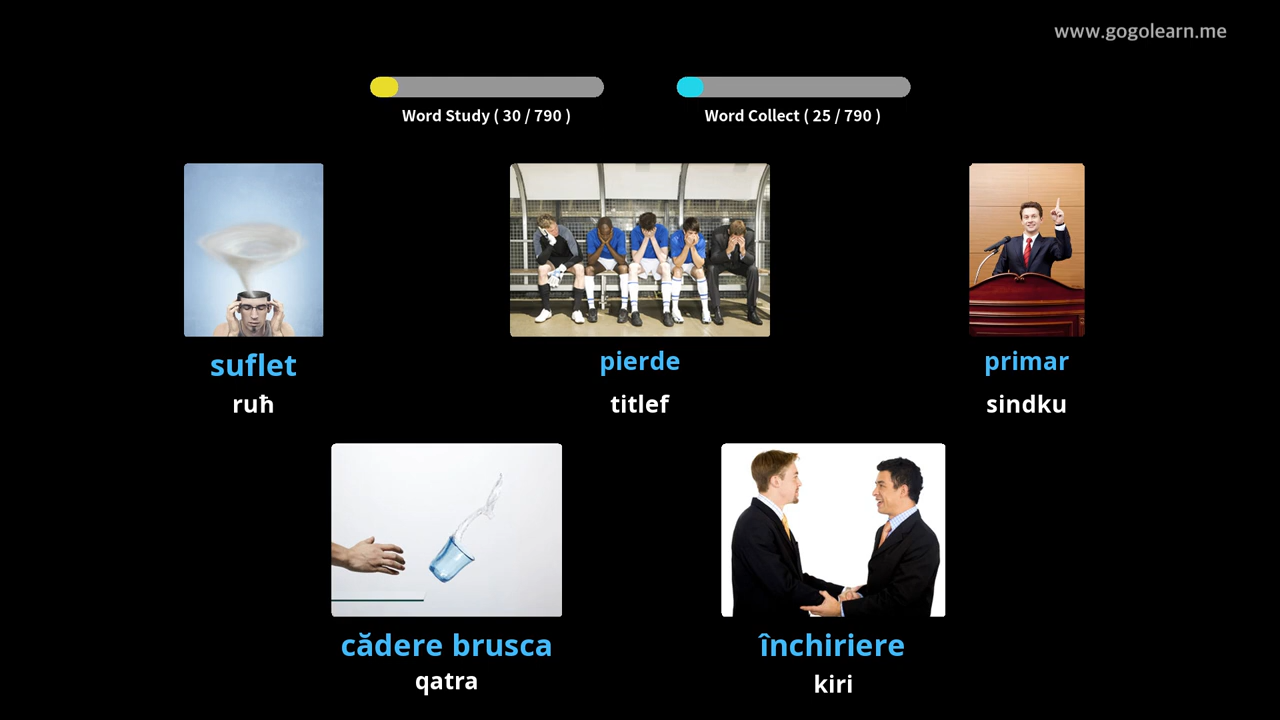 www.gogolearn.me
Word Study ( 30 / 790 )
Word Collect ( 25 / 790 )
suflet
pierde
primar
ruħ
titlef
sindku
cădere brusca
închiriere
qatra
kiri